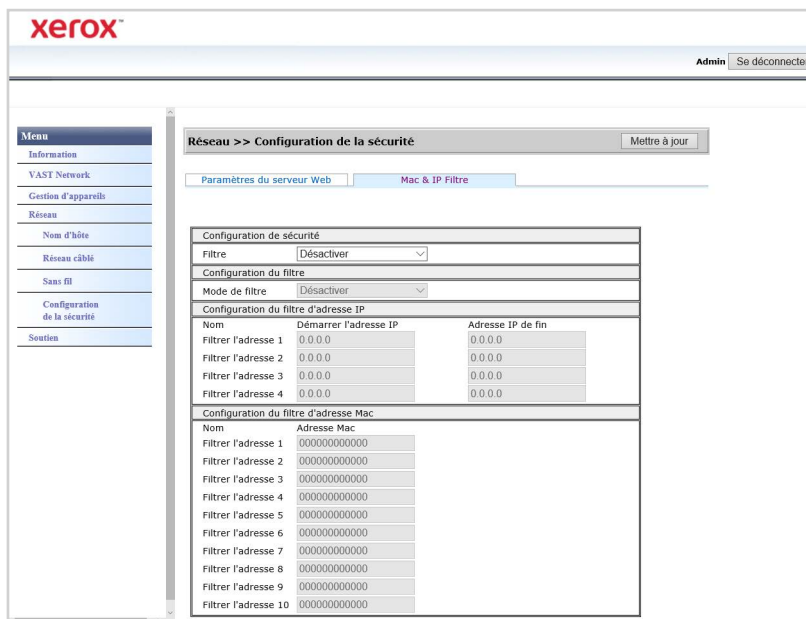 xerox™
Admin Se déconnecter
Menu
Information
VAST Network
Gestion d'appareils
Réseau
Nom d'hôte
Réseau câblé
Sans fil
Configuration
de la sécurité
Soutien
Réseau >> Configuration de la sécurité Mettre à jour
Paramètres du serveur Web Mac & IP Filtre
Configuration de sécurité
Filtre Désactiver
Configuration du filtre
Mode de filtre Désactiver
Configuration du filtre d'adresse IP
Nom Démarrer l'adresse IP Adresse IP de fin
Filtrer l'adresse 1 0.0.0.0 0.0.0.0
Filtrer l'adresse 2 0.0.0.0 0.0.0.0
Filtrer l'adresse 3 0.0.0.0 0.0.0.0
Filtrer l'adresse 4 0.0.0.0 0.0.0.0
Configuration du filtre d'adresse Mac
Nom Adresse Mac
Filtrer l'adresse 1 000000000000
Filtrer l'adresse 2 000000000000
Filtrer l'adresse 3 000000000000
Filtrer l'adresse 4 000000000000
Filtrer l'adresse 5 000000000000
Filtrer l'adresse 6 000000000000
Filtrer l'adresse 7 000000000000
Filtrer l'adresse 8 000000000000
Filtrer l'adresse 9 000000000000
Filtrer l'adresse 10 000000000000